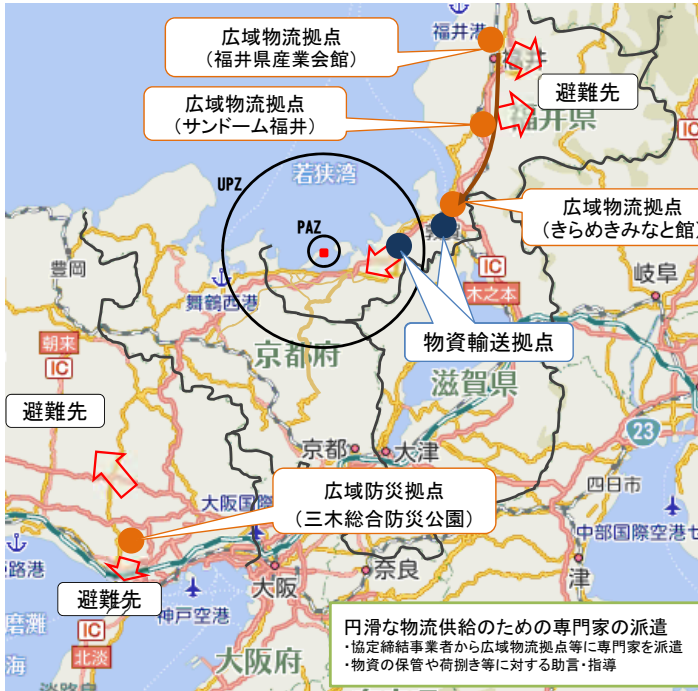 福井港
広域物流拠点
(福井県産業会館)
福井
避難先
広域物流拠点
(サンドーム福井)
福井県
若狭湾
UPZ
PAZ
広域物流拠点
(きらめきみなと館)
豊岡
舞鶴西港
IC
木之本
岐阜
物資輸送拠点
朝来
IC
京都府
滋賀県
避難先
23
京都
大津
四日市
広域防災拠点
(三木総合防災公園)
大阪国際
中部国際空港セ
路港
大阪
奈良
津
避難先
神戸空港
磨灘
IC
北淡
海
大阪府
淡路島
円滑な物流供給のための専門家の派遣
・協定締結事業者から広域物流拠点等に専門家を派遣
・物資の保管や荷捌き等に対する助言・指導